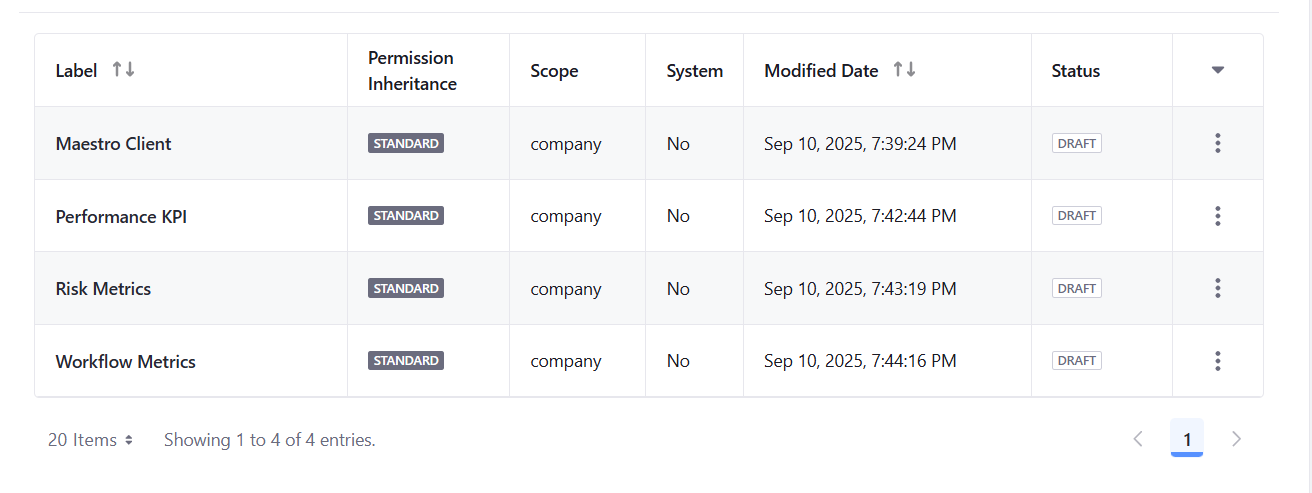 Label Permission Inheritance Scope System Modified Date Status
Maestro Client STANDARD company No Sep 10, 2025, 7:39:24 PM DRAFT
Performance KPI STANDARD company No Sep 10, 2025, 7:42:44 PM DRAFT
Risk Metrics STANDARD company No Sep 10, 2025, 7:43:19 PM DRAFT
Workflow Metrics STANDARD company No Sep 10, 2025, 7:44:16 PM DRAFT
20 Items Showing 1 to 4 of 4 entries. 1